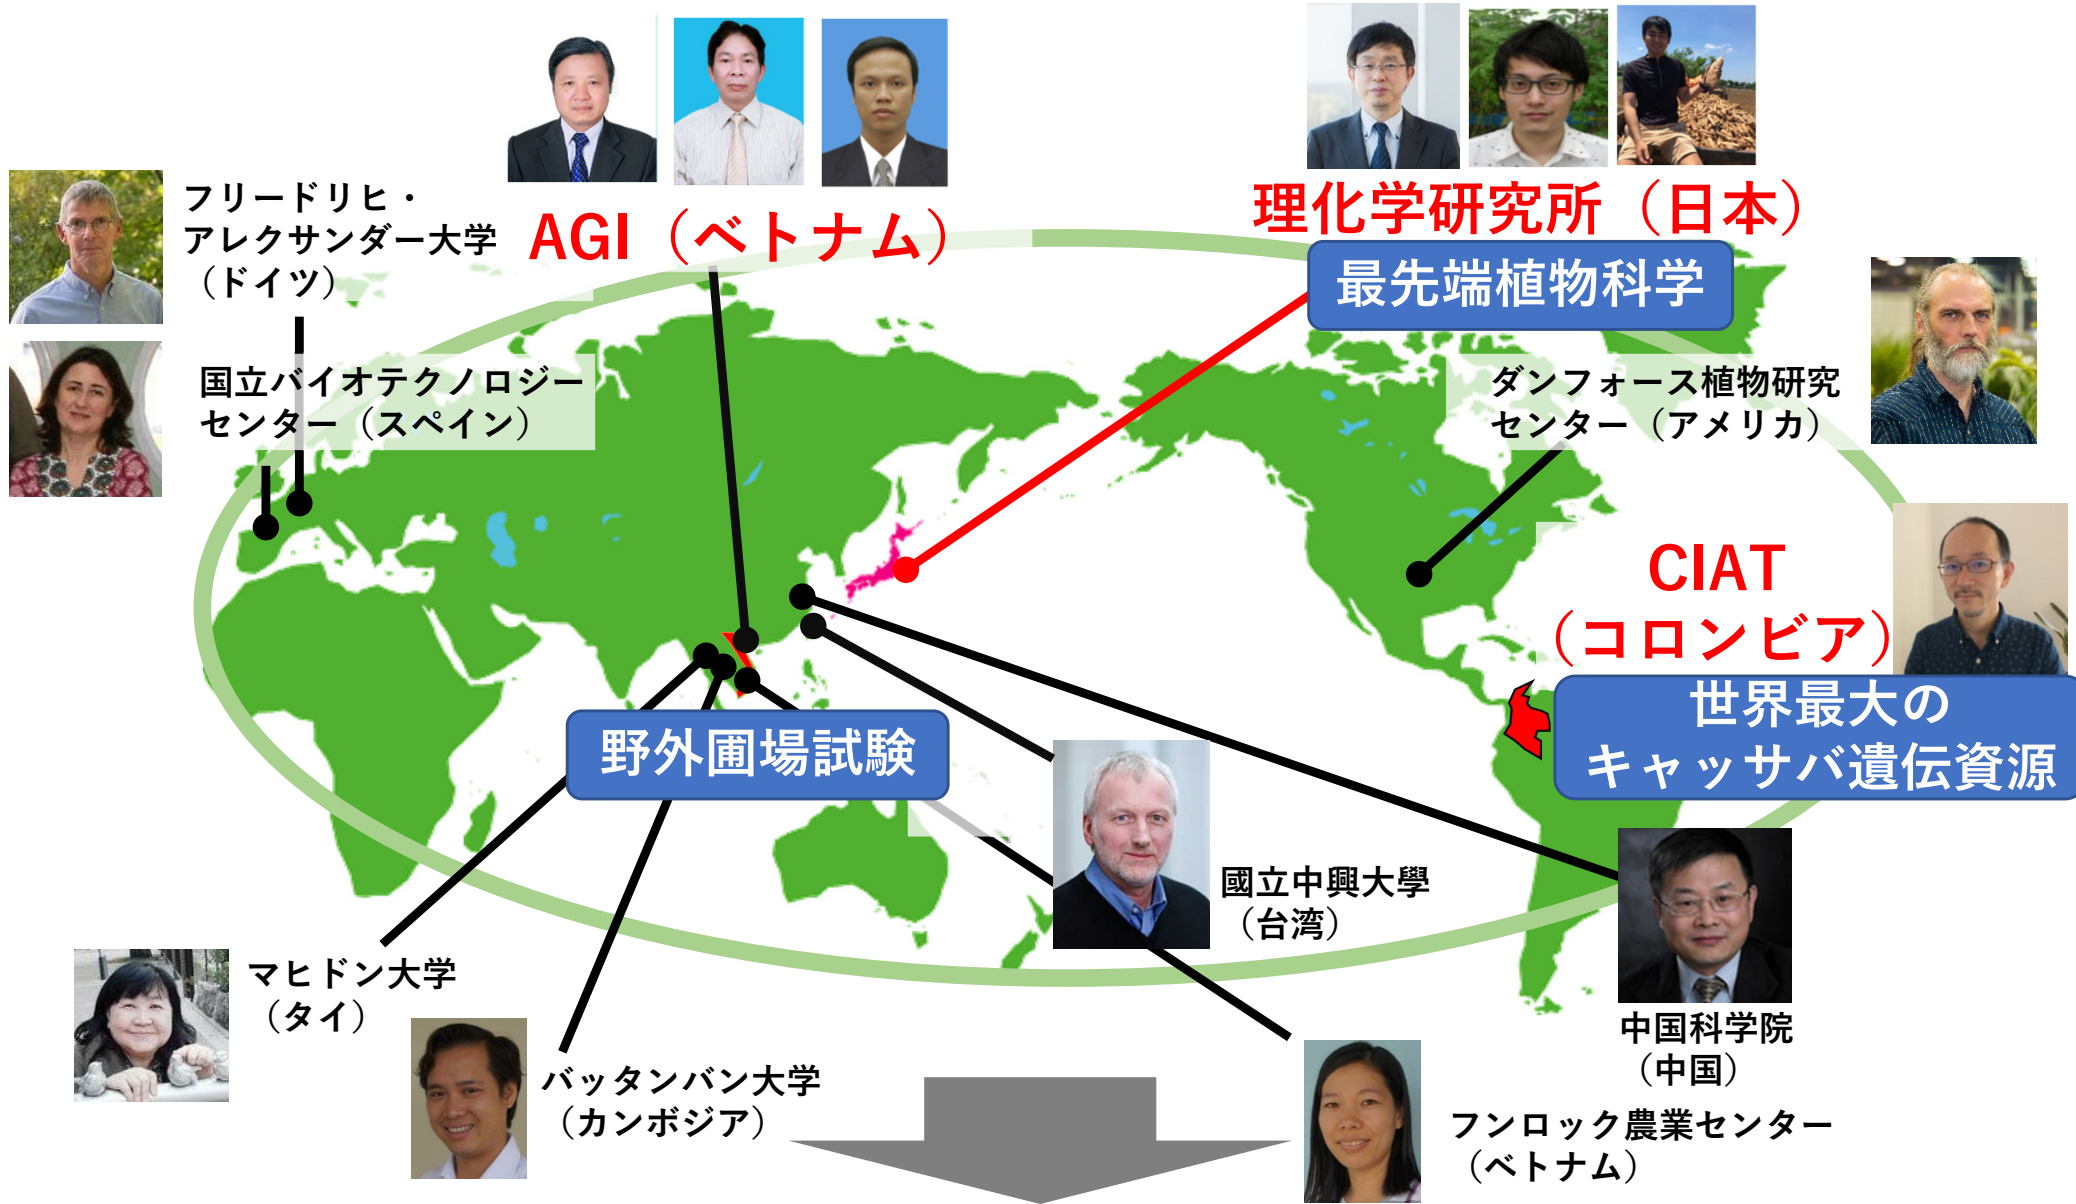 AGI（ベトナム）
理化学研究所（日本）
最先端植物科学
フリードリヒ・
アレクサンダー大学
（ドイツ）
国立バイオテクノロジー
センター（スペイン）
ダンフォース植物研究
センター（アメリカ）
CIAT
（コロンビア）
世界最大の
キャッサバ遺伝資源
野外圃場試験
國立中興大學
（台湾）
マヒドン大学
（タイ）
中国科学院
（中国）
バッタンバン大学
（カンボジア）
フンロック農業センター
（ベトナム）